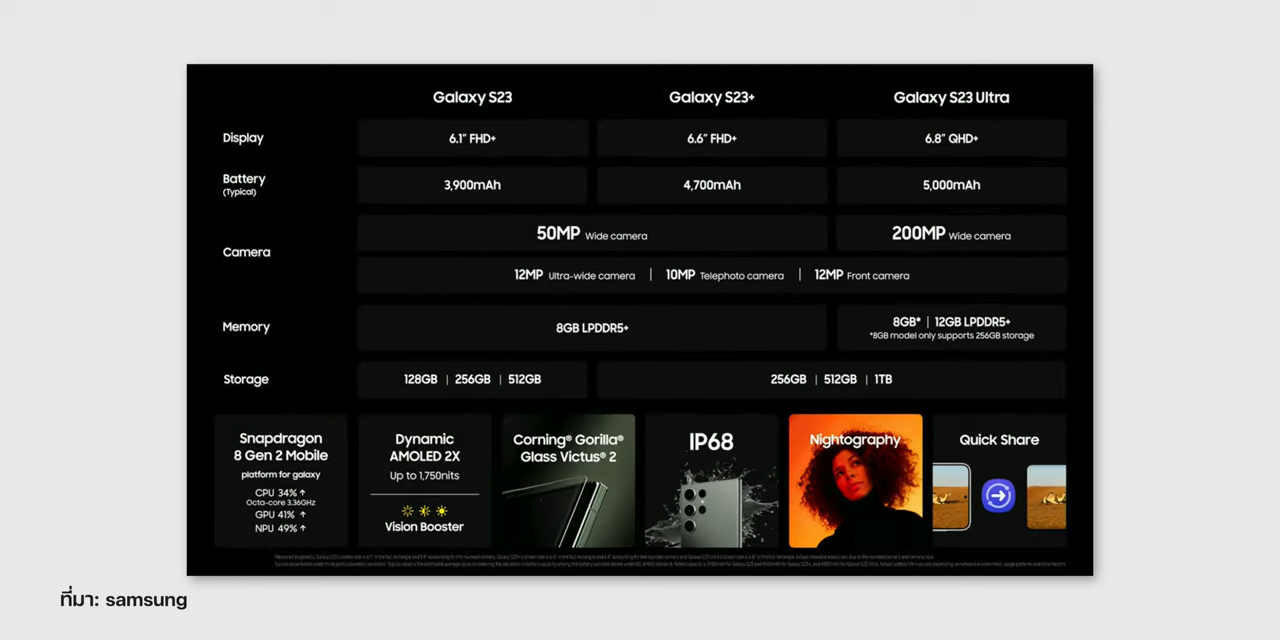 Galaxy S23 Galaxy S23+ Galaxy S23 Ultra
Display 6.1” FHD+ 6.6” FHD+ 6.8” QHD+
Battery 3,900mAh 4,700mAh 5,000mAh
(Typical)
50MP Wide camera 200MP Wide camera
Camera
12MP Ultra-wide camera | 10MP Telephoto camera | 12MP Front camera
Memory 8GB LPDDR5+ 8GB* | 12GB LPDDR5+
*8GB model only supports 256GB storage
Storage 128GB | 256GB | 512GB 256GB | 512GB | 1TB
Snapdragon
8 Gen 2 Mobile
platform for galaxy
CPU 34% ↑
Octa-core 3.36GHz
GPU 41% ↑
NPU 49% ↑
Dynamic
AMOLED 2X
Up to 1,750nits
Vision Booster
Corning® Gorilla®
Glass Victus® 2
IP68
Nightography
Quick Share
ที่มา: samsung